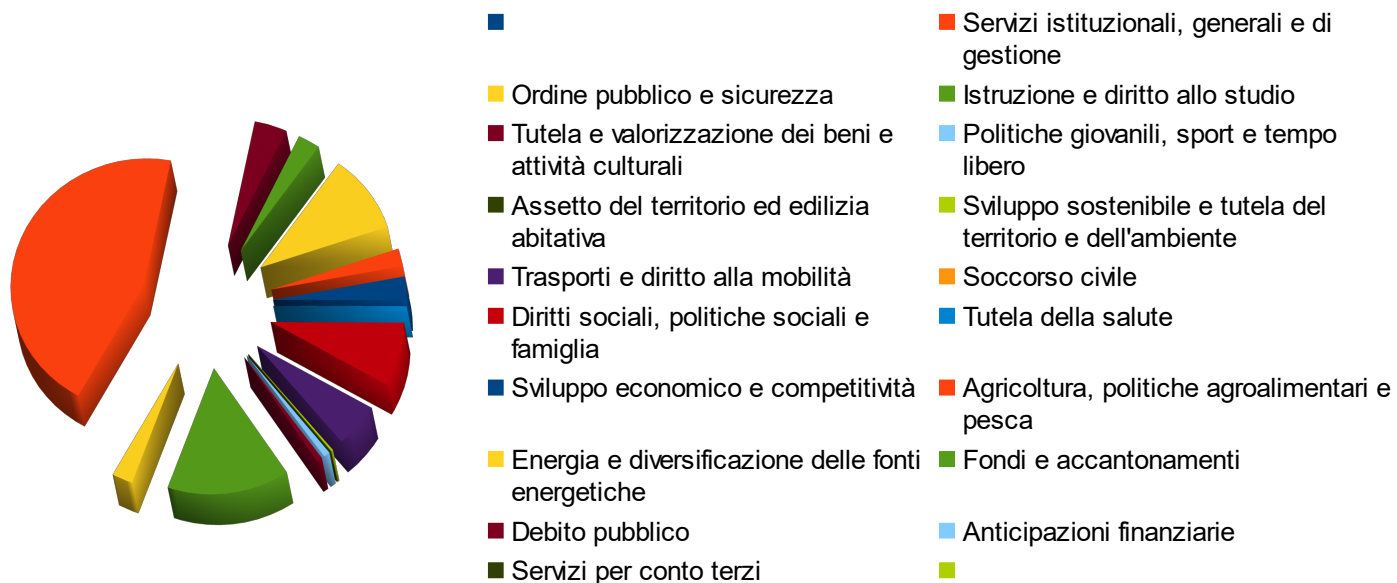 Servizi istituzionali, generali e di
gestione
Ordine pubblico e sicurezza
Istruzione e diritto allo studio
Tutela e valorizzazione dei beni e
attività culturali
Politiche giovanili, sport e tempo
libero
Assetto del territorio ed edilizia
abitativa
Sviluppo sostenibile e tutela del
territorio e dell'ambiente
Trasporti e diritto alla mobilità
Soccorso civile
Diritti sociali, politiche sociali e
famiglia
Tutela della salute
Sviluppo economico e competitività
Agricoltura, politiche agroalimentari e
pesca
Energia e diversificazione delle fonti
energetiche
Fondi e accantonamenti
Debito pubblico
Anticipazioni finanziarie
Servizi per conto terzi